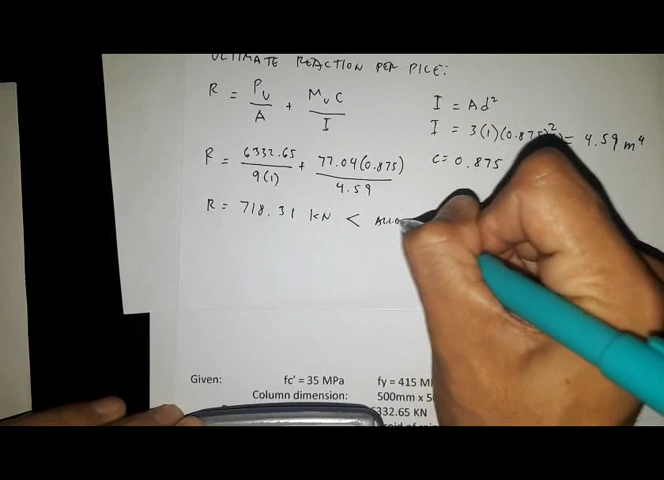 ULTIMATE REACTION PER PILE:
R = Pu/A + Mu C/I
I = Ad²
I = 3(1)(0.875)² = 4.59 m⁴
R = 6332.65/9(1) + 77.04(0.875)/4.59
C = 0.875
R = 718.31 KN <
Given: fc' = 35 MPa fy = 415
Column dimension: 500mm x
332.65 KN